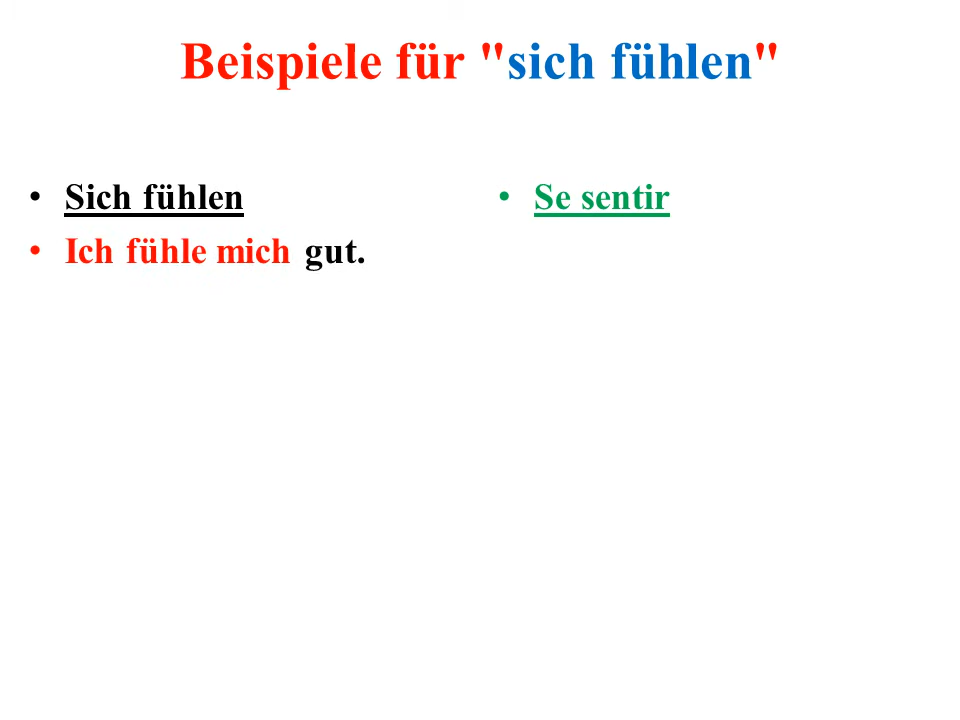 Beispiele für "sich fühlen"
• Sich fühlen
• Ich fühle mich gut.
• Se sentir